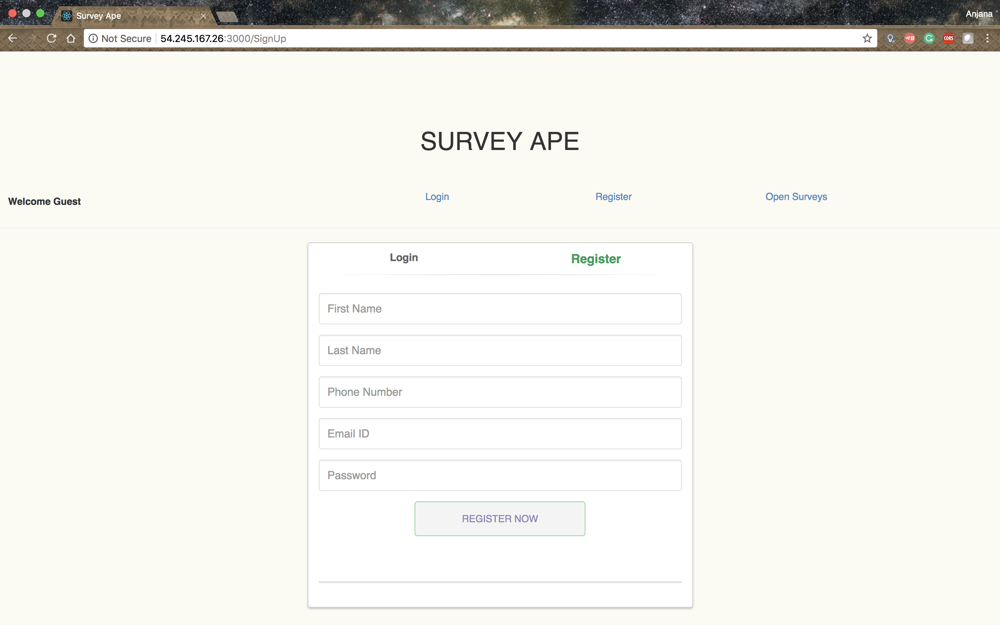 Survey Ape
Anjana
Not Secure 54.245.167.26:3000/SignUp
B
G
CORS
SURVEY APE
Welcome Guest
Login
Register
Open Surveys
Login
Register
First Name
Last Name
Phone Number
Email ID
Password
REGISTER NOW